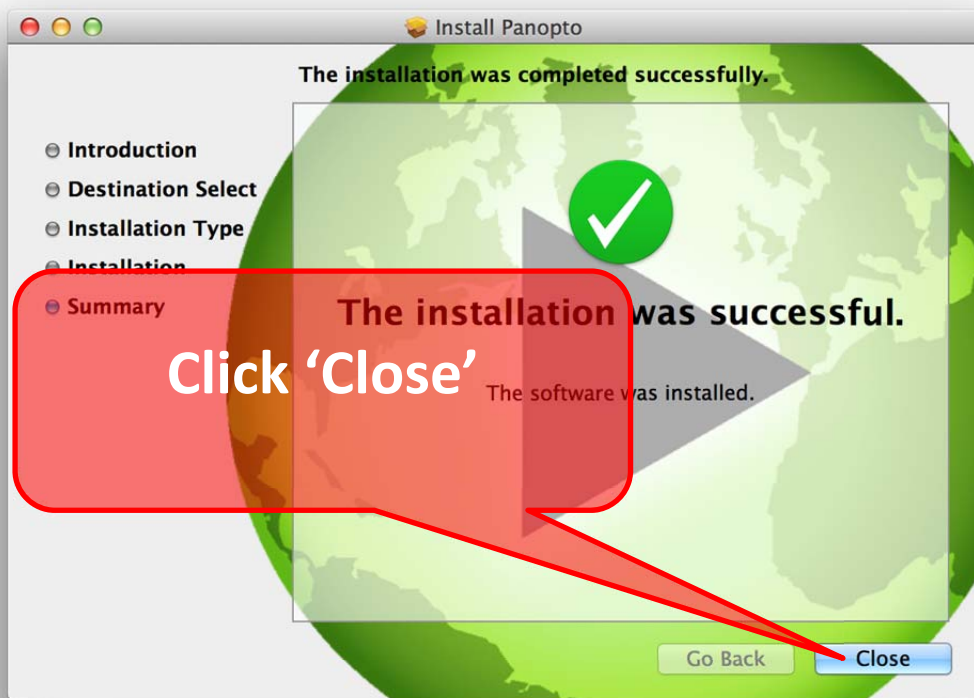 Install Panopto
The installation was completed successfully.
Introduction
Destination Select
Installation Type
Installation
Summary
The installation was successful.
Click ‘Close’
The software was installed.
Go Back
Close